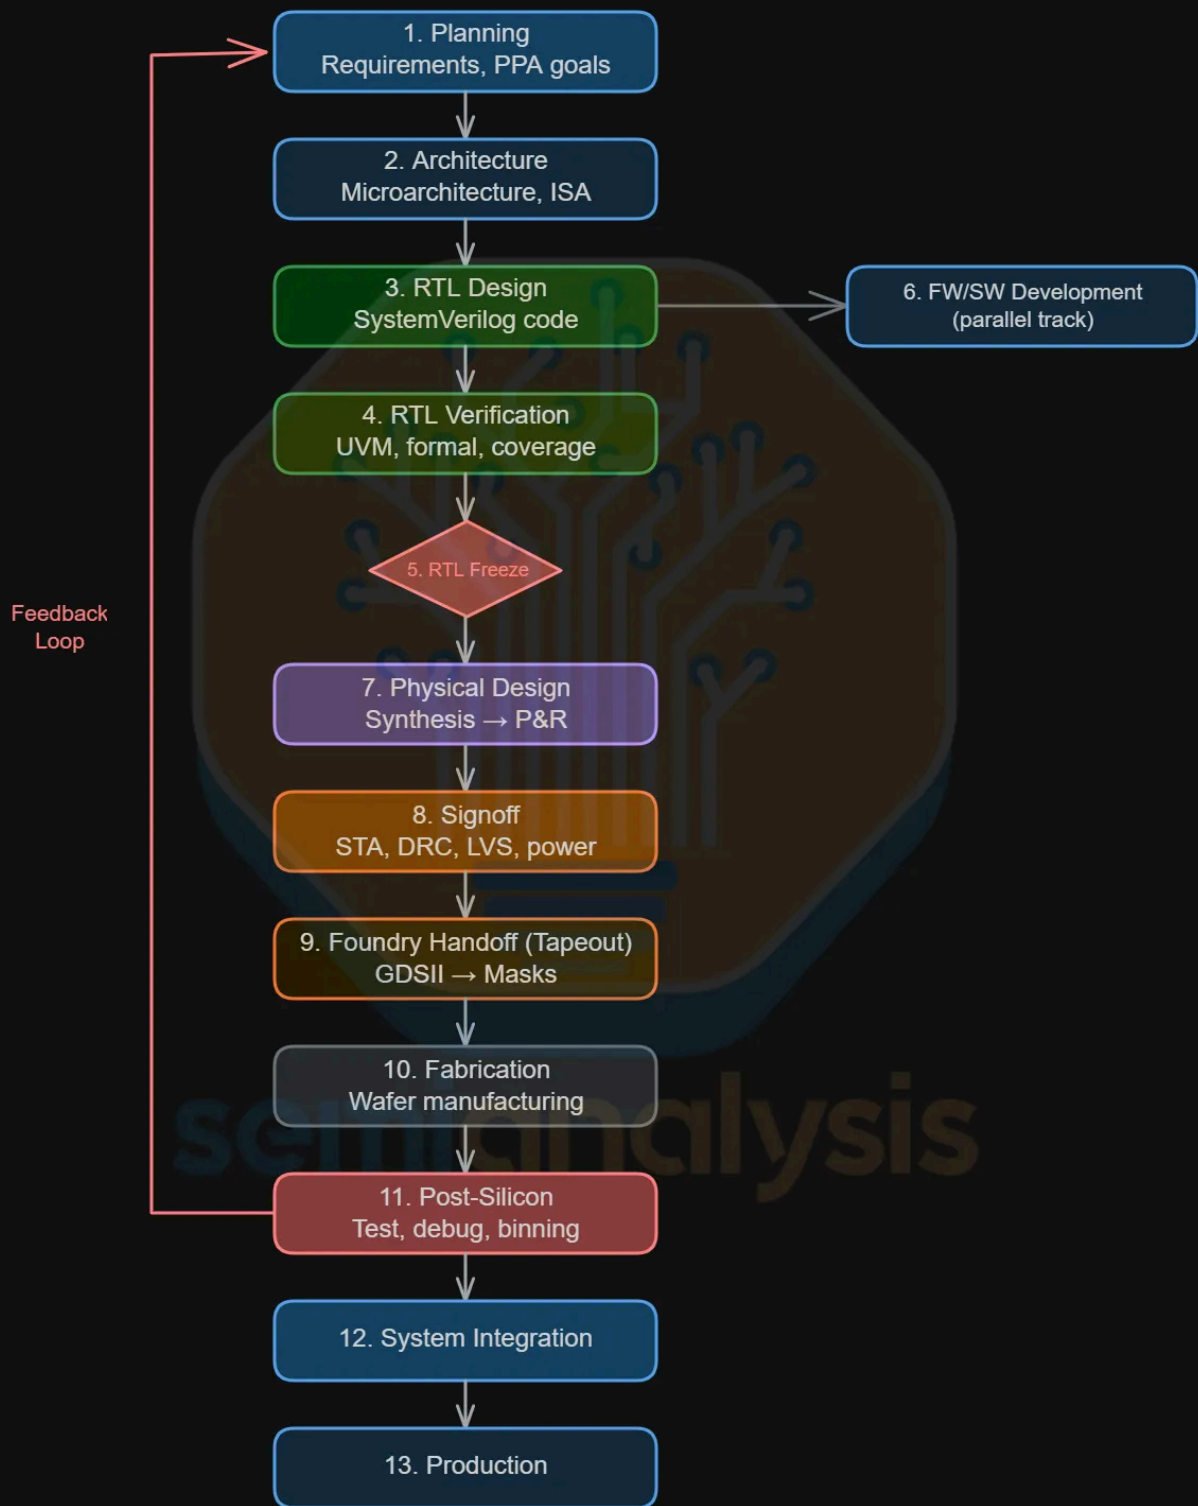 1. Planning
Requirements, PPA goals
2. Architecture
Microarchitecture, ISA
3. RTL Design
SystemVerilog code
6. FW/SW Development
(parallel track)
4. RTL Verification
UVM, formal, coverage
5. RTL Freeze
Feedback
Loop
7. Physical Design
Synthesis → P&R
8. Signoff
STA, DRC, LVS, power
9. Foundry Handoff (Tapeout)
GDSII → Masks
10. Fabrication
Wafer manufacturing
semianalysis
11. Post-Silicon
Test, debug, binning
12. System Integration
13. Production